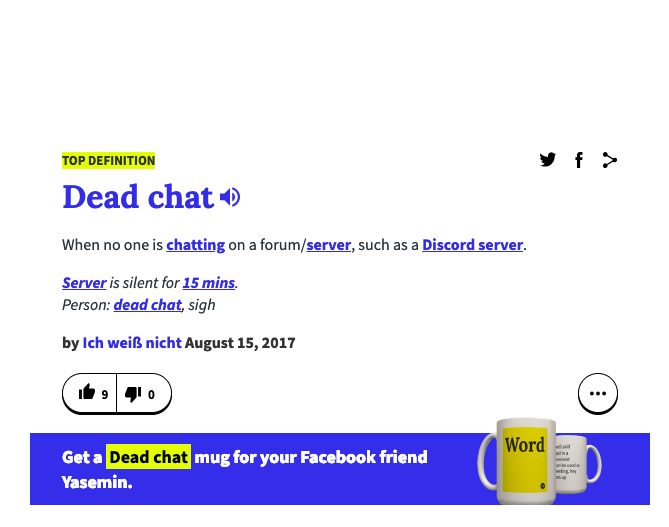 TOP DEFINITION
Dead chat
When no one is chatting on a forum/server, such as a Discord server.
Server is silent for 15 mins.
Person: dead chat, sigh
by Ich weiß nicht August 15, 2017
9 0
Get a Dead chat mug for your Facebook friend
Yasemin.
Word